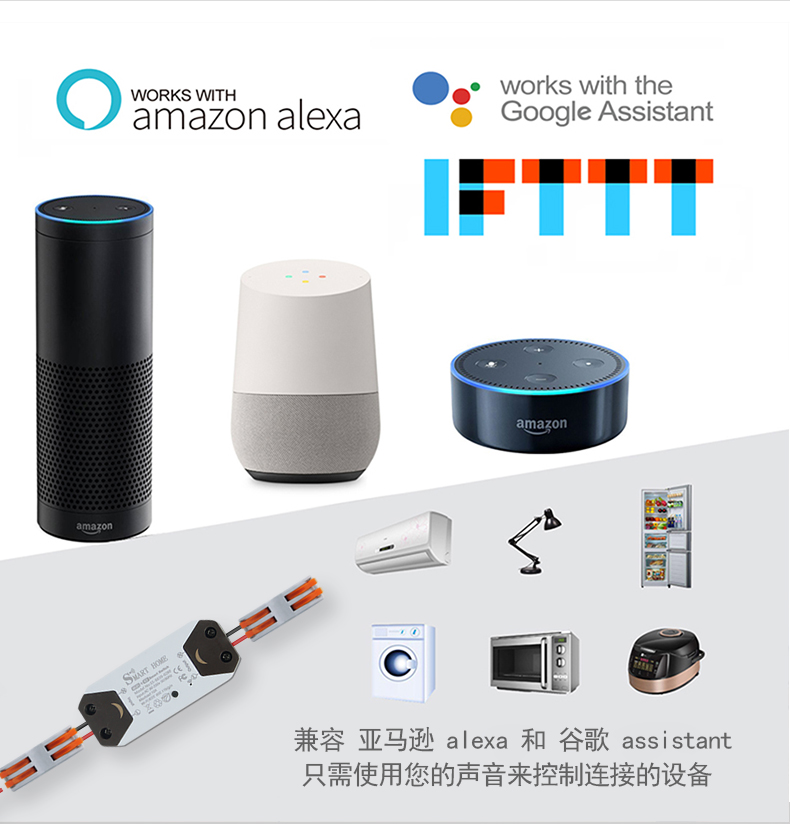 WORKS WITH
amazon alexa
works with the
Google Assistant
IFTTT
amazon
amazon
SMART HOME
兼容 亚马逊 alexa 和 谷歌 assistant
只需使用您的声音来控制连接的设备